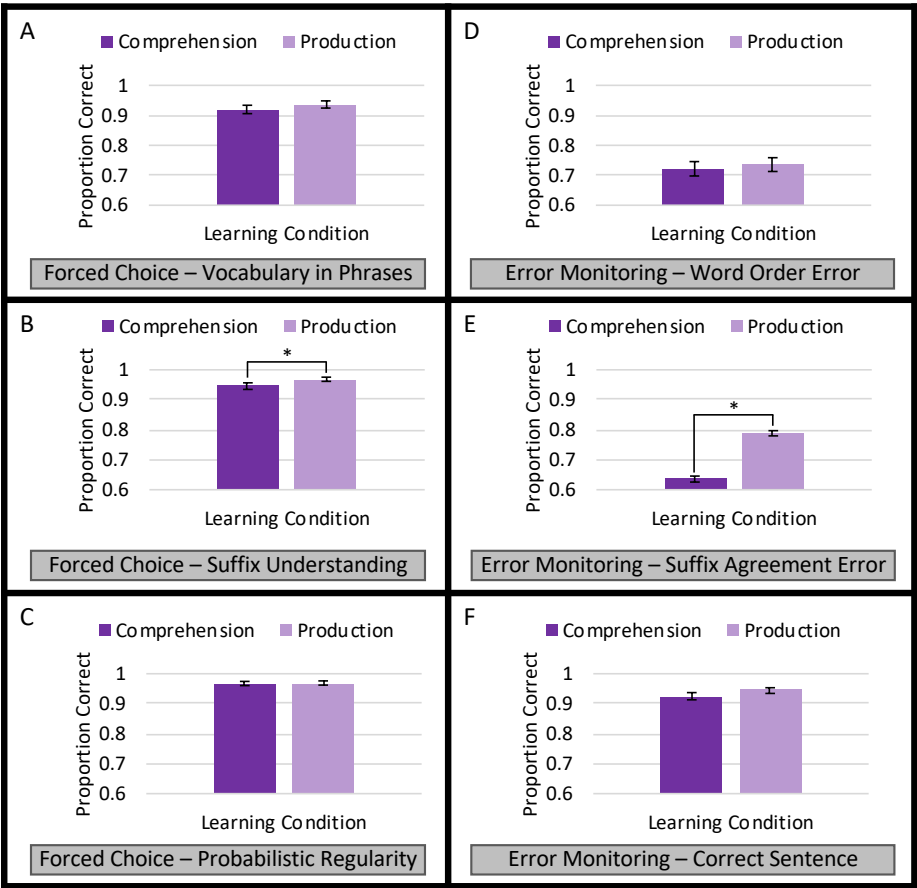 A
Comprehension Production
Proportion Correct
1
0.9
0.8
0.7
0.6
Learning Condition
Forced Choice – Vocabulary in Phrases
B
Comprehension Production
Proportion Correct
*
1
0.9
0.8
0.7
0.6
Learning Condition
Forced Choice – Suffix Understanding
C
Comprehension Production
Proportion Correct
1
0.9
0.8
0.7
0.6
Learning Condition
Forced Choice – Probabilistic Regularity
D
Comprehension Production
Proportion Correct
1
0.9
0.8
0.7
0.6
Learning Condition
Error Monitoring – Word Order Error
E
Comprehension Production
Proportion Correct
1
0.9
*
0.8
0.7
0.6
Learning Condition
Error Monitoring – Suffix Agreement Error
F
Comprehension Production
Proportion Correct
1
0.9
0.8
0.7
0.6
Learning Condition
Error Monitoring – Correct Sentence